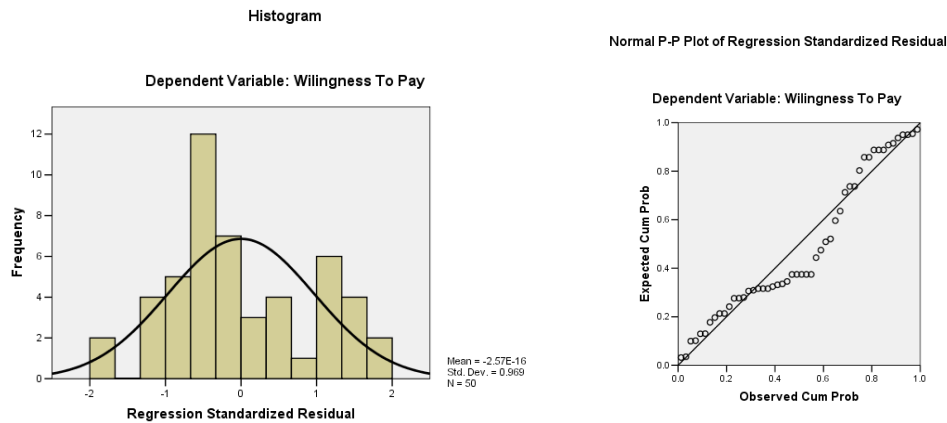 Histogram
Dependent Variable: Wilingness To Pay
12
10
8
6
4
2
0
Frequency
-2
-1
0
1
2
Regression Standardized Residual
Mean = -2.57E-16
Std. Dev. = 0.969
N = 50
Normal P-P Plot of Regression Standardized Residual
Dependent Variable: Wilingness To Pay
1.0
0.8
0.6
0.4
0.2
0.0
Expected Cum Prob
0.0
0.2
0.4
0.6
0.8
1.0
Observed Cum Prob